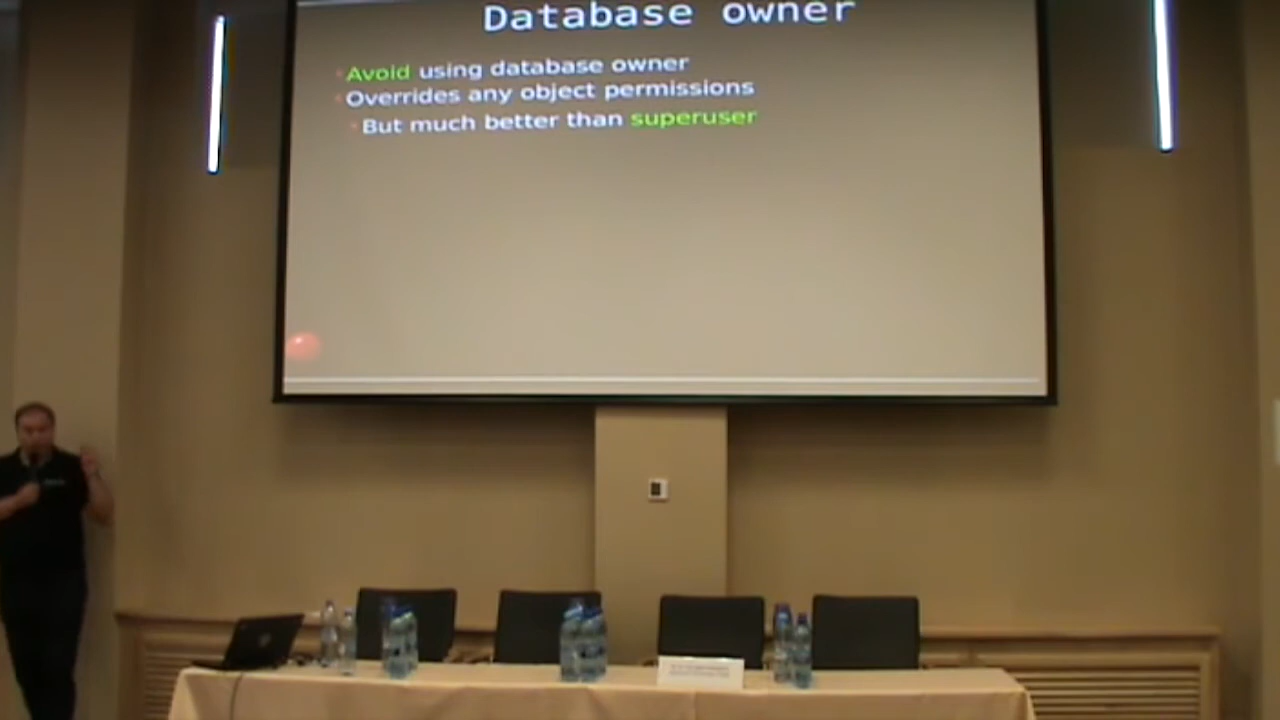 Database owner
Avoid using database owner
Overrides any object permissions
But much better than superuser